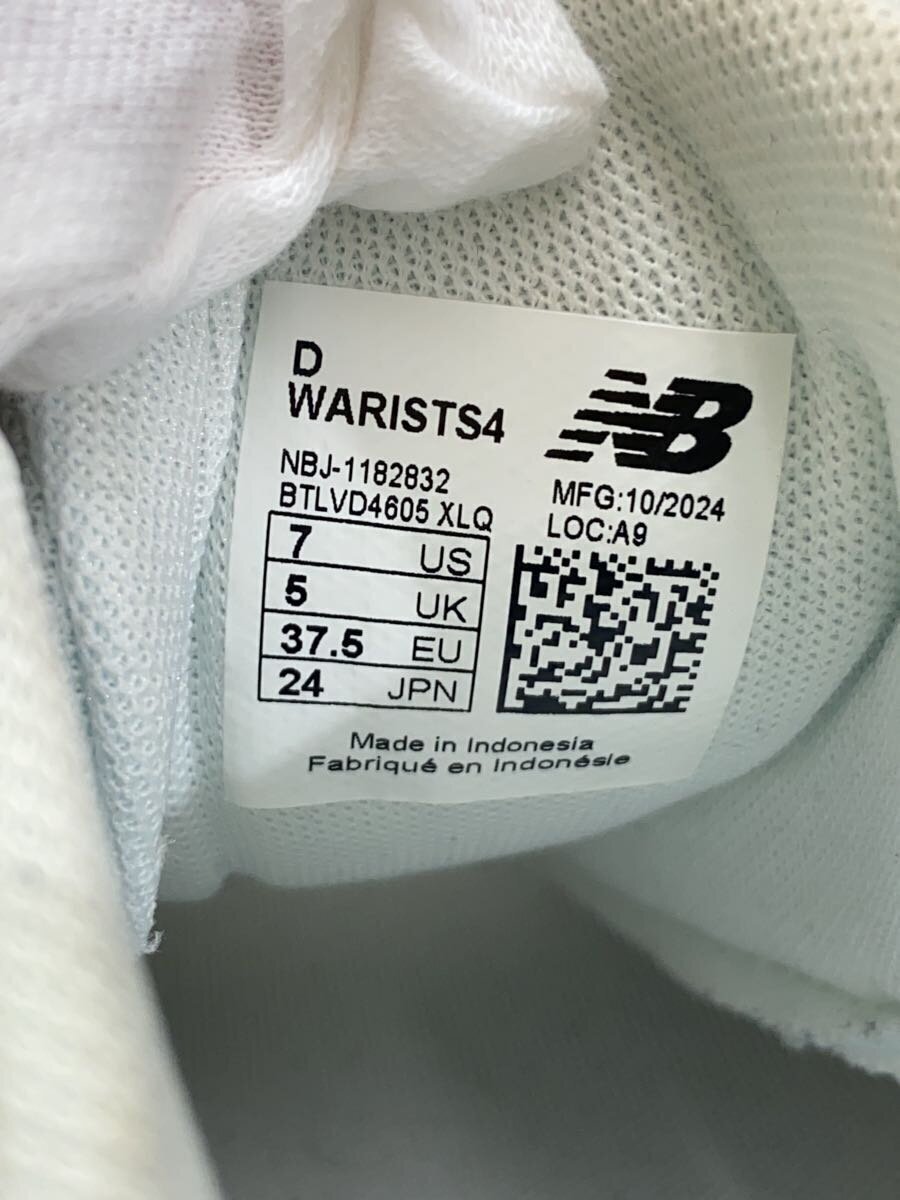 D
WARISTS4
NB
NBJ-1182832
BTLVD4605 XLQ
MFG:10/2024
LOC:A9
7 US
5 UK
37.5 EU
24 JPN
Made in Indonesia
Fabriqué en Indonésie